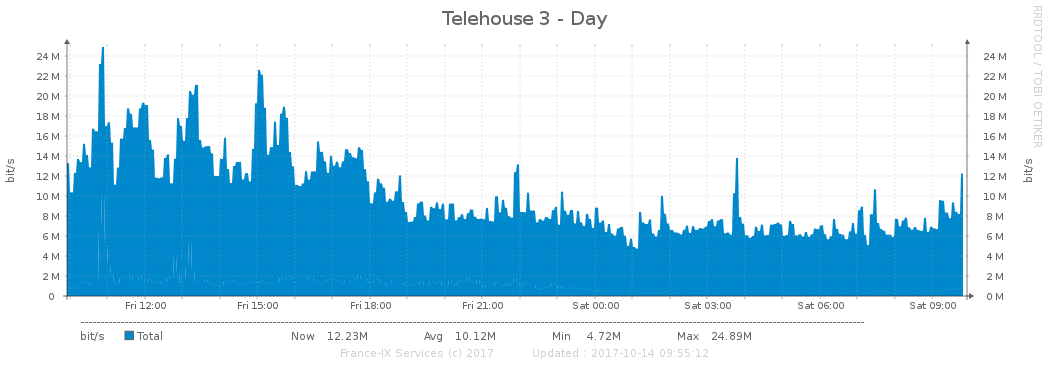 Telehouse 3 - Day
RRDTOOL / TOBI OETIKER
bit/s
24 M 24 M
22 M 22 M
20 M 20 M
18 M 18 M
16 M 16 M
14 M 14 M
12 M 12 M
10 M 10 M
8 M 8 M
6 M 6 M
4 M 4 M
2 M 2 M
0 0 M
bit/s
Fri 12:00 Fri 15:00 Fri 18:00 Fri 21:00 Sat 00:00 Sat 03:00 Sat 06:00 Sat 09:00
bit/s Total Now 12.23M Avg 10.12M Min 4.72M Max 24.89M
France-IX Services (c) 2017 Updated : 2017-10-14 09:55:12